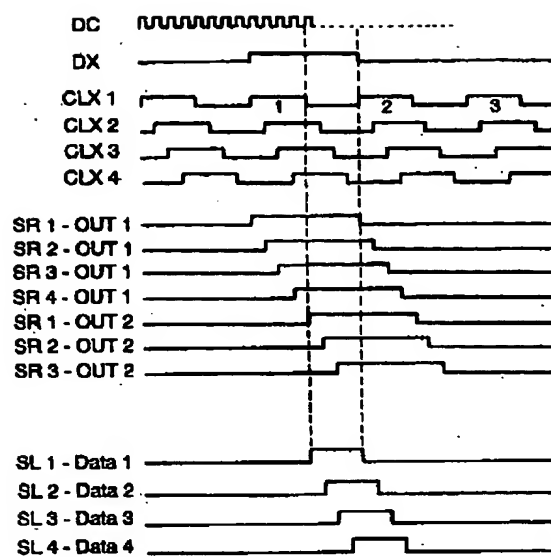 DC
DX
CLX 1
1 2 3
CLX 2
CLX 3
CLX 4
SR 1 - OUT 1
SR 2 - OUT 1
SR 3 - OUT 1
SR 4 - OUT 1
SR 1 - OUT 2
SR 2 - OUT 2
SR 3 - OUT 2
SL 1 - Data 1
SL 2 - Data 2
SL 3 - Data 3
SL 4 - Data 4